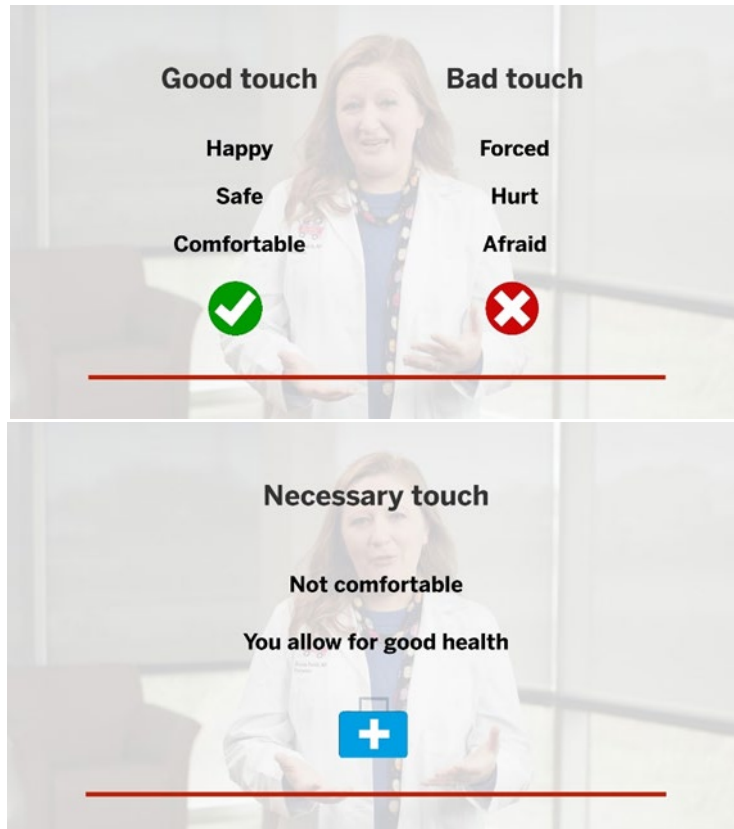 Good touch
Bad touch
Happy
Forced
Safe
Hurt
Comfortable
Afraid
Necessary touch
Not comfortable
You allow for good health